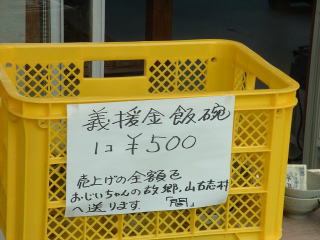 義援金飯碗
1コ ¥500
売上げの全額を
おじいちゃんの故郷、山古志村
へ送ります。「間」